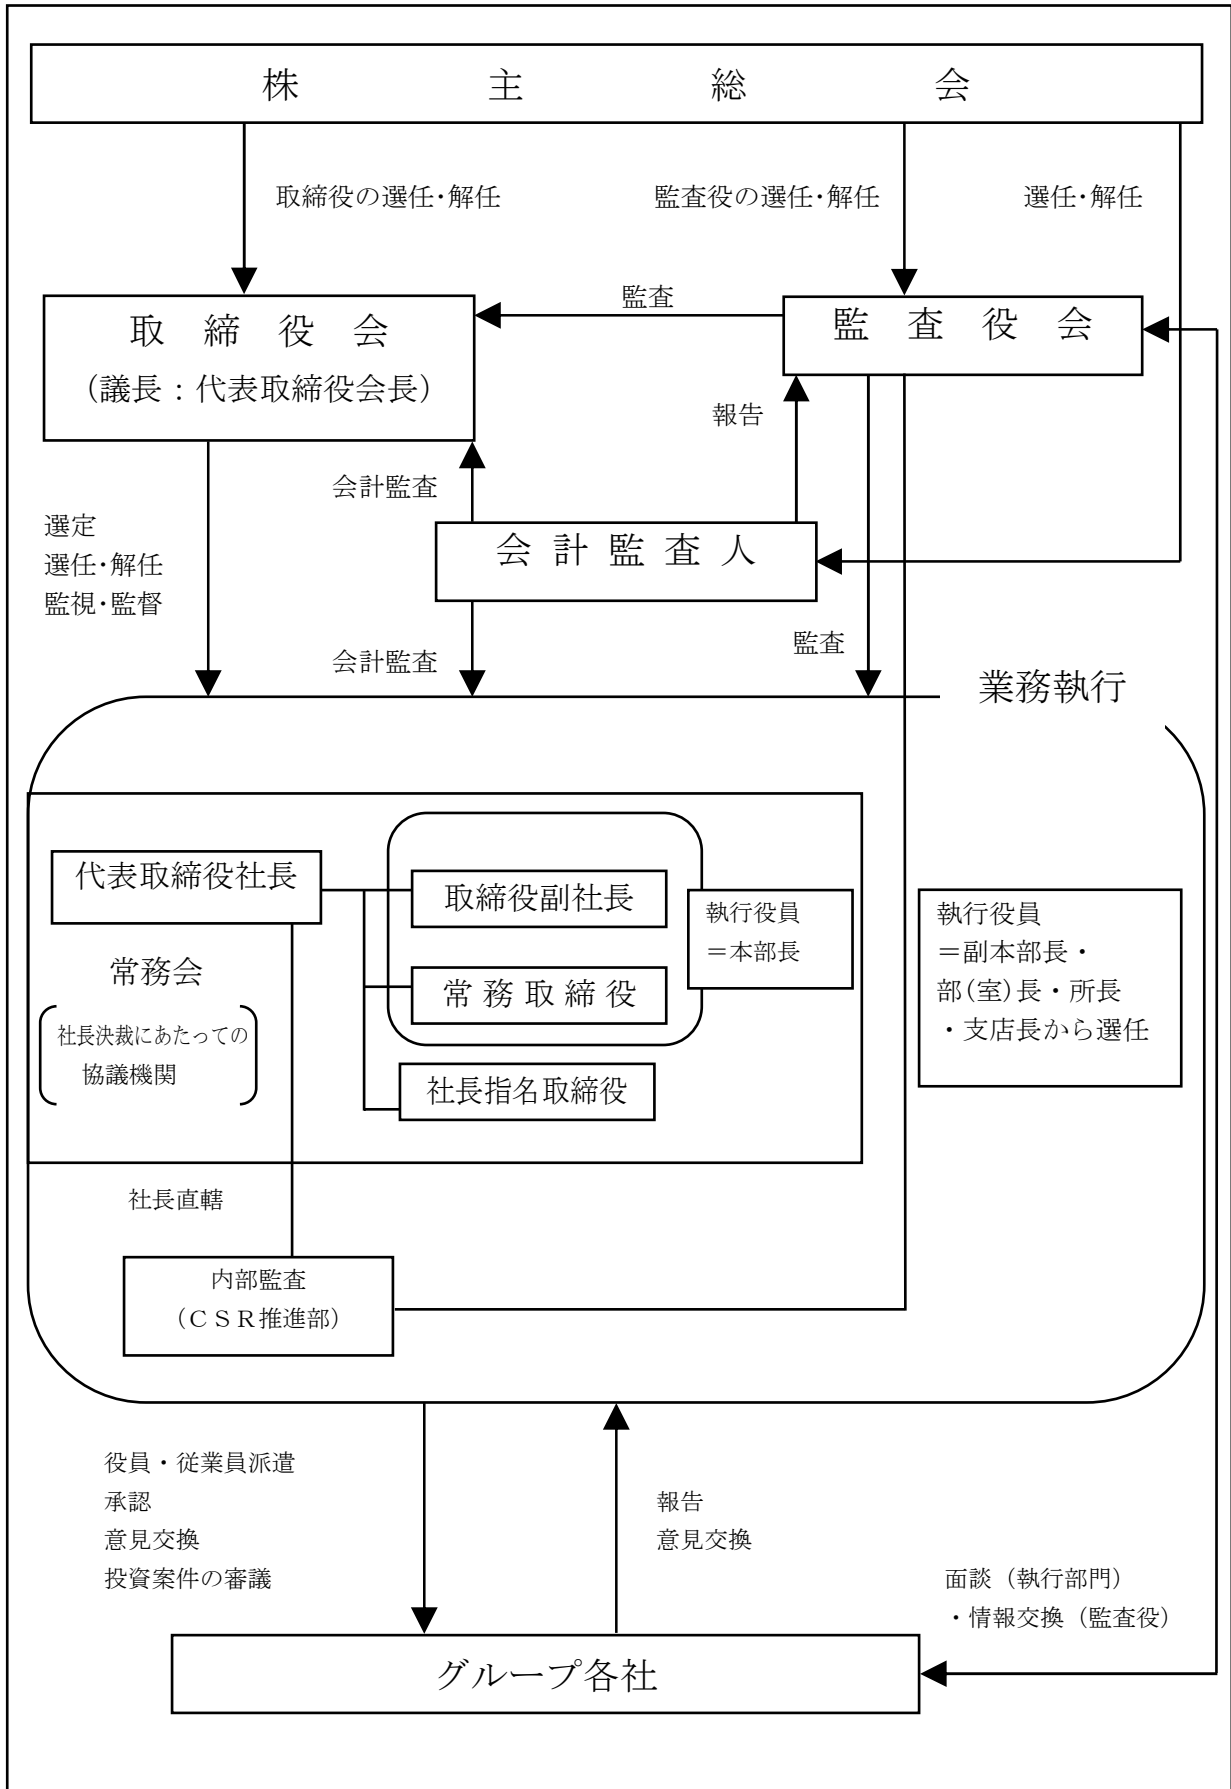 株主総会
取締役の選任・解任
監査役の選任・解任
選任・解任
監査
取締役会
(議長:代表取締役会長)
監査役会
報告
会計監査
会計監査人
選定
選任・解任
監視・監督
会計監査
監査
業務執行
代表取締役社長
取締役副社長
常務取締役
社長指名取締役
執行役員
=本部長
執行役員
=副本部長・
部(室)長・所長
・支店長から選任
常務会
社長決裁にあたっての
協議機関
社長直轄
内部監査
(CSR推進部)
役員・従業員派遣
承認
意見交換
投資案件の審議
報告
意見交換
面談(執行部門)
・情報交換(監査役)
グループ各社